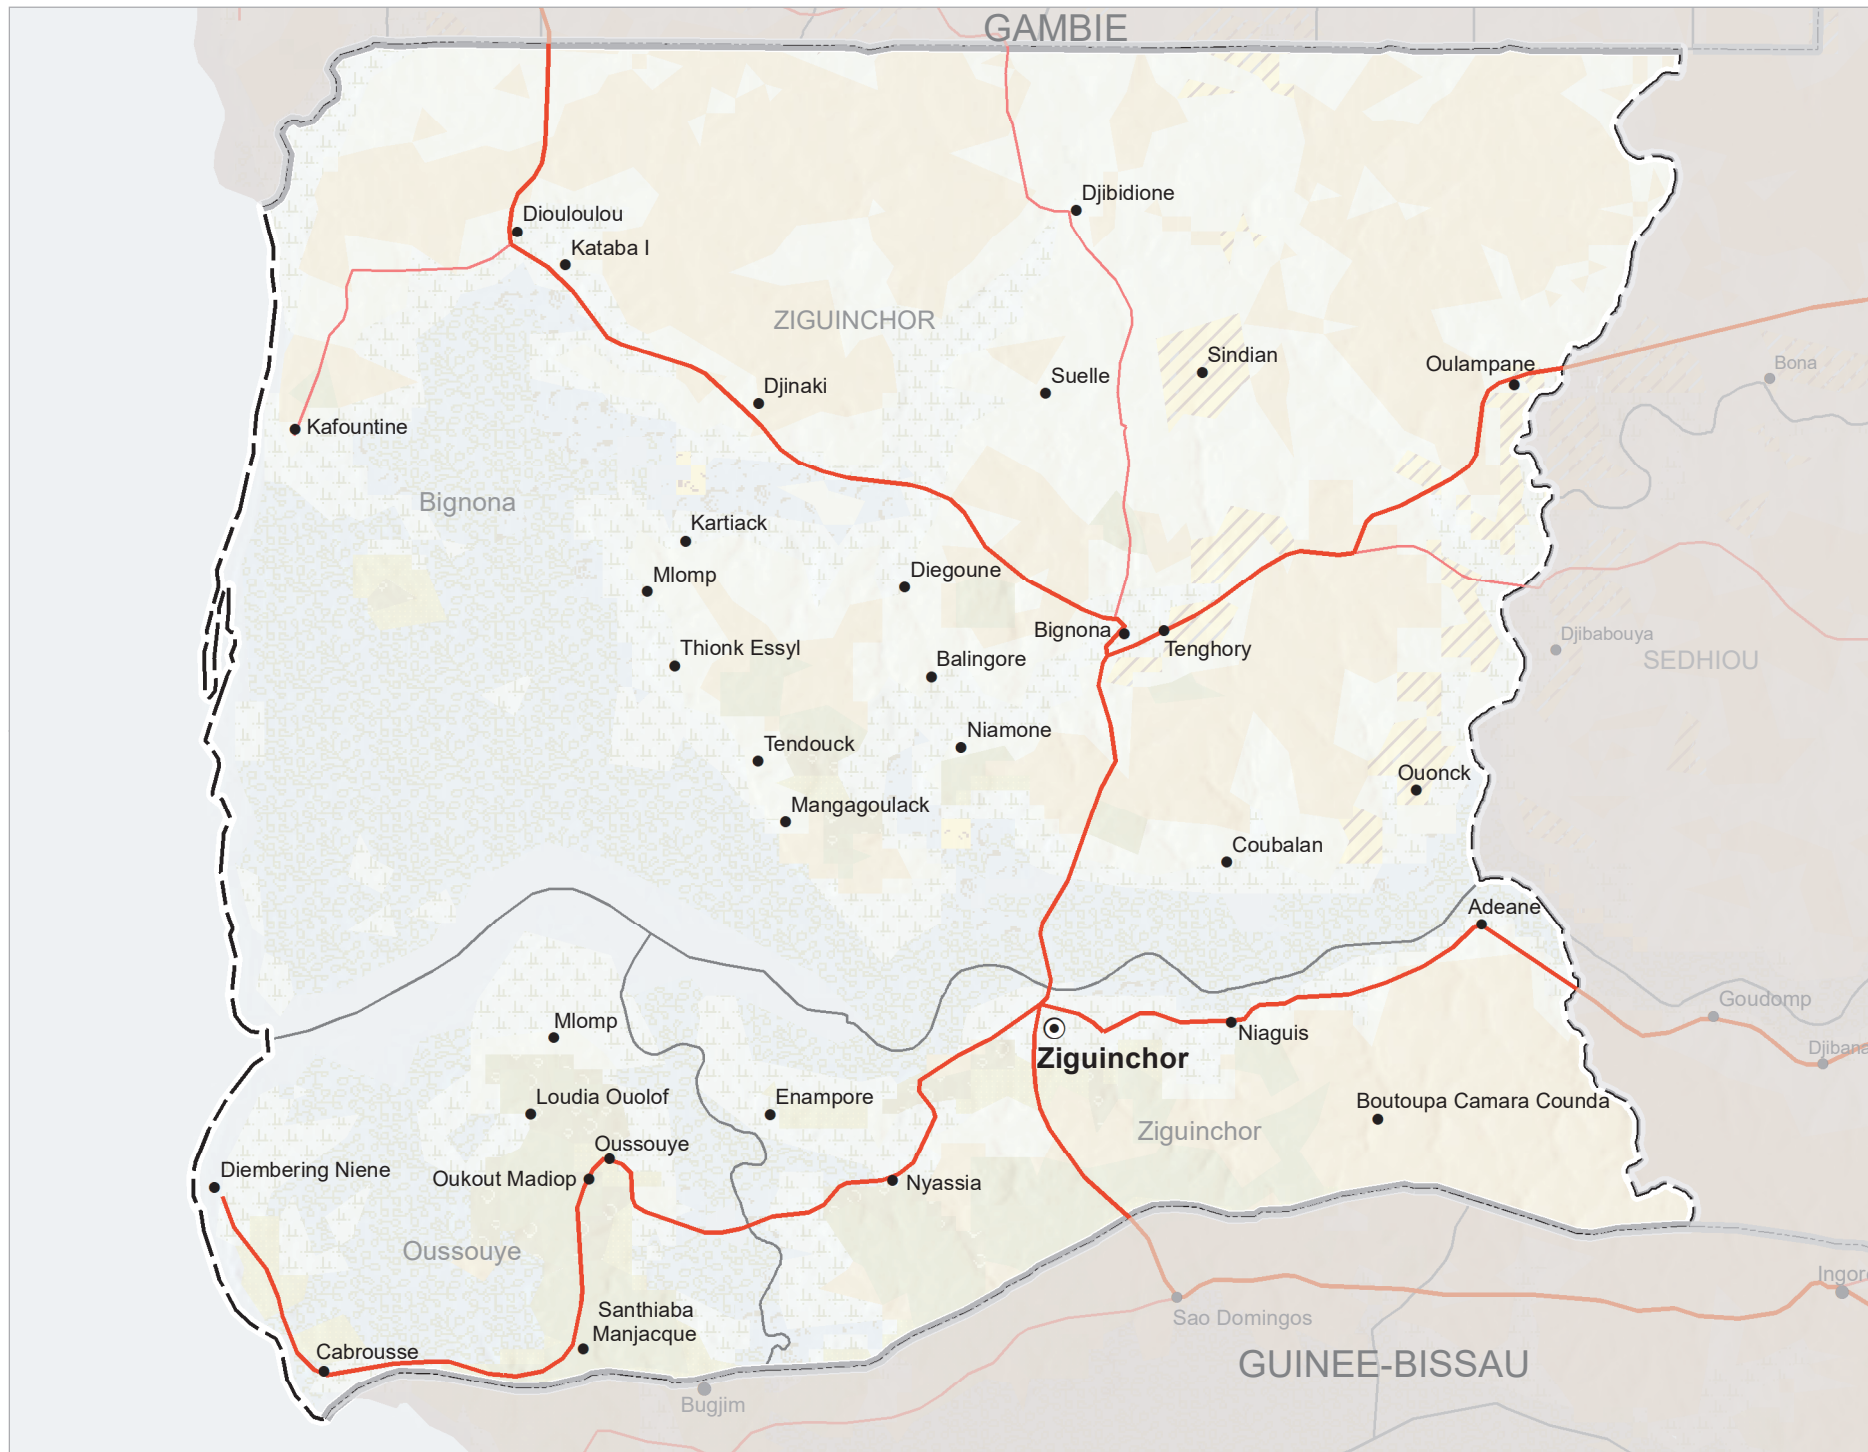 GAMBIE
Djibidione
Diouloulou
Kataba I
ZIGUINCHOR
Sindian
Oulampane
Bona
Suelle
Djinaki
Kafountine
Bignona
Kartiack
Diegoune
Mlomp
Bignona
Tenghory
Djibabouya
SEDHIOU
Thionk Essyl
Balingore
Niamone
Tendouck
Ouonck
Mangagoulack
Coubalan
Adeane
Goudomp
Mlomp
Niaguis
Djibana
Ziguinchor
Loudia Ouolof
Enampore
Boutoupa Camara Counda
Ziguinchor
Oussouye
Diembering Niene
Oukout Madiop
Nyassia
Oussouye
Ingor
Santhiaba
Manjacque
Sao Domingos
Cabrousse
GUINEE-BISSAU
Bugjim